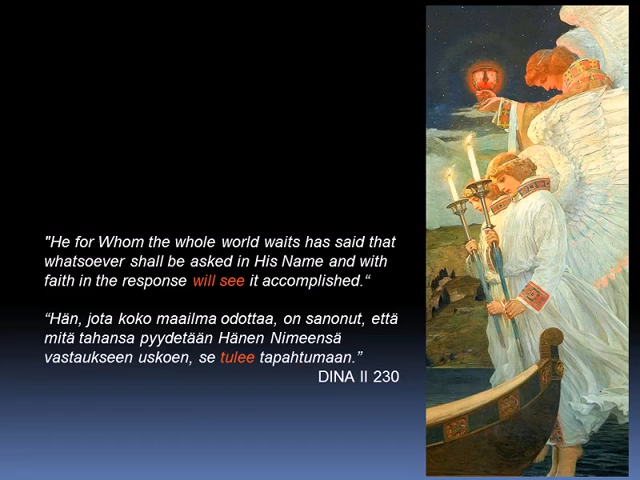 "He for Whom the whole world waits has said that
whatsoever shall be asked in His Name and with
faith in the response will see it accomplished.“
“Hän, jota koko maailma odottaa, on sanonut, että
mitä tahansa pyydetään Hänen Nimeensä
vastaukseen uskoen, se tulee tapahtumaan.”
DINA II 230